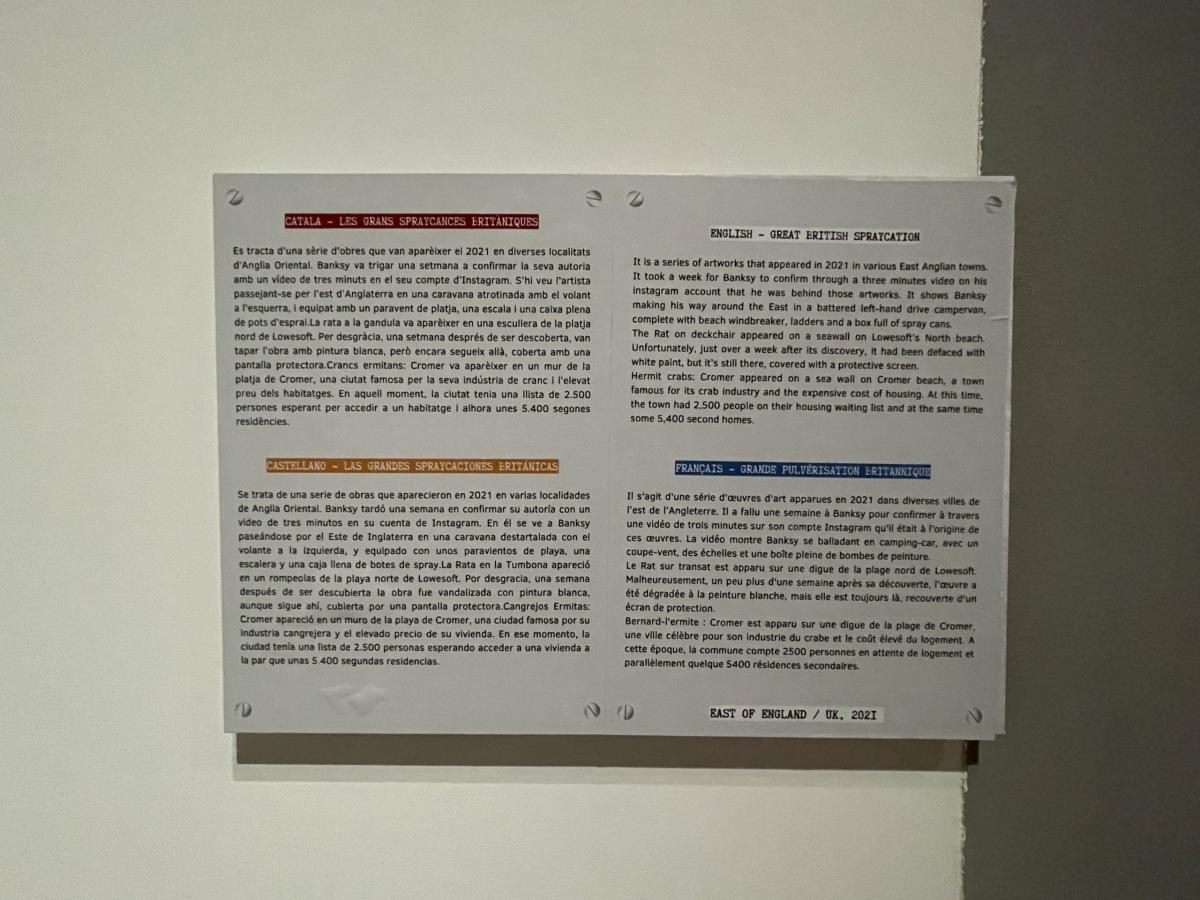 CATALA - LES GRANS SPRAYCANCES BRITÀNIQUES
Es tracta d'una sèrie d'obres que van aparèixer el 2021 en diverses localitats
d'Anglia Oriental. Banksy va trigar una setmana a confirmar la seva autoria
amb un vídeo de tres minuts en el seu compte d'Instagram. S'hi veu l'artista
passejant-se per l'est d'Anglaterra en una caravana atrotinada amb el volant
a l'esquerra, i equipat amb un paravent de platja, una escala i una caixa plena
de pots d'esprai.La rata a la gandula va aparèixer en una escullera de la platja
nord de Lowesoft. Per desgràcia, una setmana després de ser descoberta, van
tapar l'obra amb pintura blanca, però encara segueix allà, coberta amb una
pantalla protectora.Crancs ermitans: Cromer va aparèixer en un mur de la
platja de Cromer, una ciutat famosa per la seva indústria de cranc i l'elevat
preu dels habitatges. En aquell moment, la ciutat tenia una llista de 2.500
persones esperant per accedir a un habitatge i alhora unes 5.400 segones
residències.
CASTELLANO - LAS GRANDES SPRAYCACIONES BRITÁNICAS
Se trata de una serie de obras que aparecieron en 2021 en varias localidades
de Anglia Oriental. Banksy tardó una semana en confirmar su autoría con un
video de tres minutos en su cuenta de Instagram. En él se ve a Banksy
paseándose por el Este de Inglaterra en una caravana destartalada con el
volante a la izquierda, y equipado con unos paravientos de playa, una
escalera y una caja llena de botes de spray.La Rata en la Tumbona apareció
en un rompeolas de la playa norte de Lowesoft. Por desgracia, una semana
después de ser descubierta la obra fue vandalizada con pintura blanca,
aunque sigue ahí, cubierta por una pantalla protectora.Cangrejos Ermitas:
Cromer apareció en un muro de la playa de Cromer, una ciudad famosa por su
industria cangrejera y el elevado precio de su vivienda. En ese momento, la
ciudad tenía una lista de 2.500 personas esperando acceder a una vivienda a
la par que unas 5.400 segundas residencias.
ENGLISH - GREAT BRITISH SPRAYCATION
It is a series of artworks that appeared in 2021 in various East Anglian towns.
It took a week for Banksy to confirm through a three minutes video on his
Instagram account that he was behind those artworks. It shows Banksy
making his way around the East in a battered left-hand drive campervan,
complete with beach windbreaker, ladders and a box full of spray cans.
The Rat on deckchair appeared on a seawall on Lowesoft's North beach.
Unfortunately, just over a week after its discovery, it had been defaced with
white paint, but it's still there, covered with a protective screen.
Hermit crabs: Cromer appeared on a sea wall on Cromer beach, a town
famous for its crab industry and the expensive cost of housing. At this time,
the town had 2,500 people on their housing waiting list and at the same time
some 5,400 second homes.
FRANÇAIS - GRANDE PULVÉRISATION BRITANNIQUE
Il s'agit d'une série d'œuvres d'art apparues en 2021 dans diverses villes de
l'est de l'Angleterre. Il a fallu une semaine à Banksy pour confirmer à travers
une vidéo de trois minutes sur son compte Instagram qu'il était à l'origine de
ces œuvres. La vidéo montre Banksy se balladant en camping-car, avec un
coupe-vent, des échelles et une boîte pleine de bombes de peinture.
Le Rat sur transat est apparu sur une digue de la plage nord de Lowesoft.
Malheureusement, un peu plus d'une semaine après sa découverte, l'œuvre a
été dégradée à la peinture blanche, mais elle est toujours là, recouverte d'un
écran de protection.
Bernard-l'ermite : Cromer est apparu sur une digue de la plage de Cromer,
une ville célèbre pour son industrie du crabe et le coût élevé du logement. A
cette époque, la commune compte 2500 personnes en attente de logement et
parallèlement quelque 5400 résidences secondaires.
EAST OF ENGLAND / UK, 2021